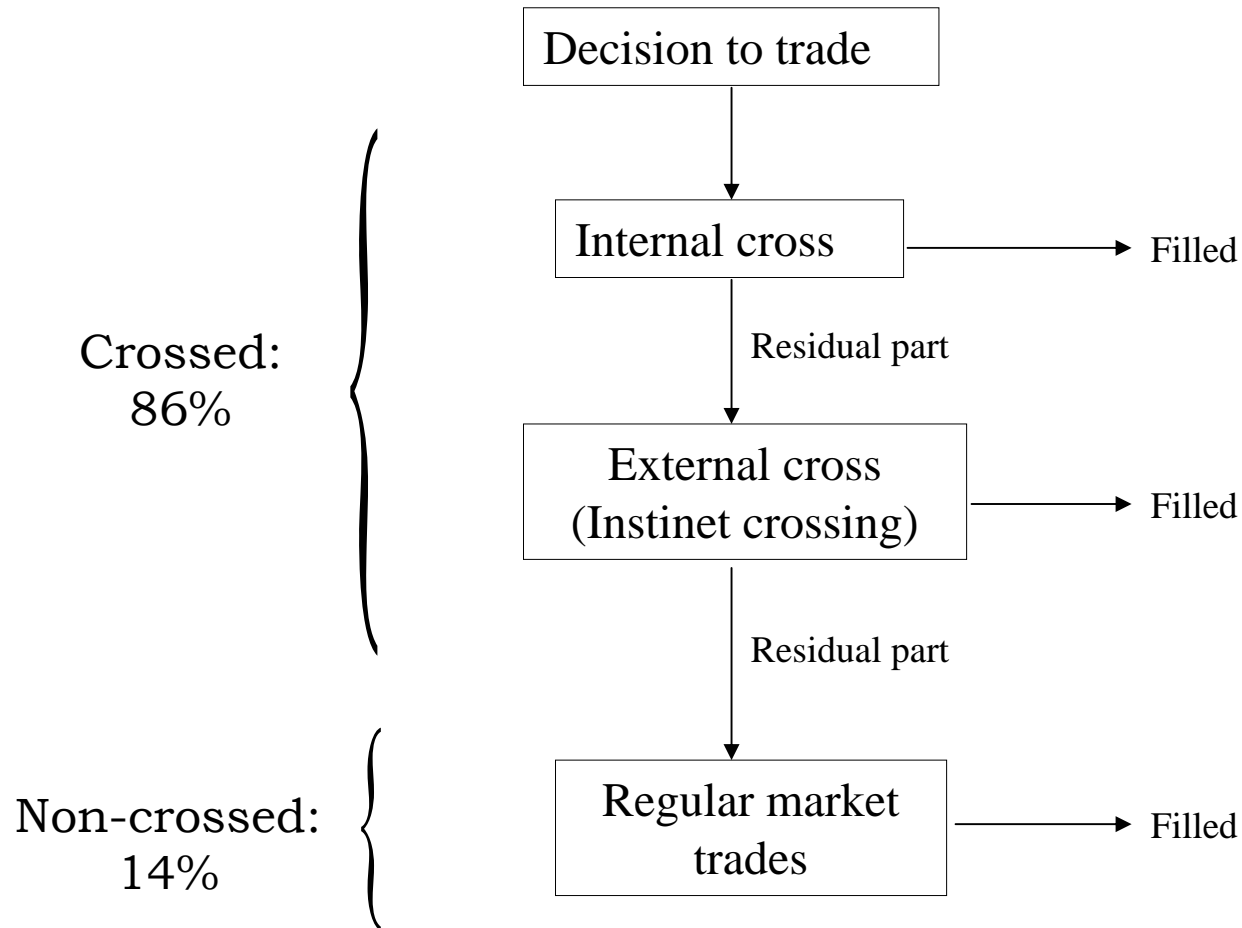 Decision to trade
Internal cross
Filled
Residual part
Crossed:
86%
External cross
(Instinet crossing)
Filled
Residual part
Regular market
trades
Filled
Non-crossed:
14%